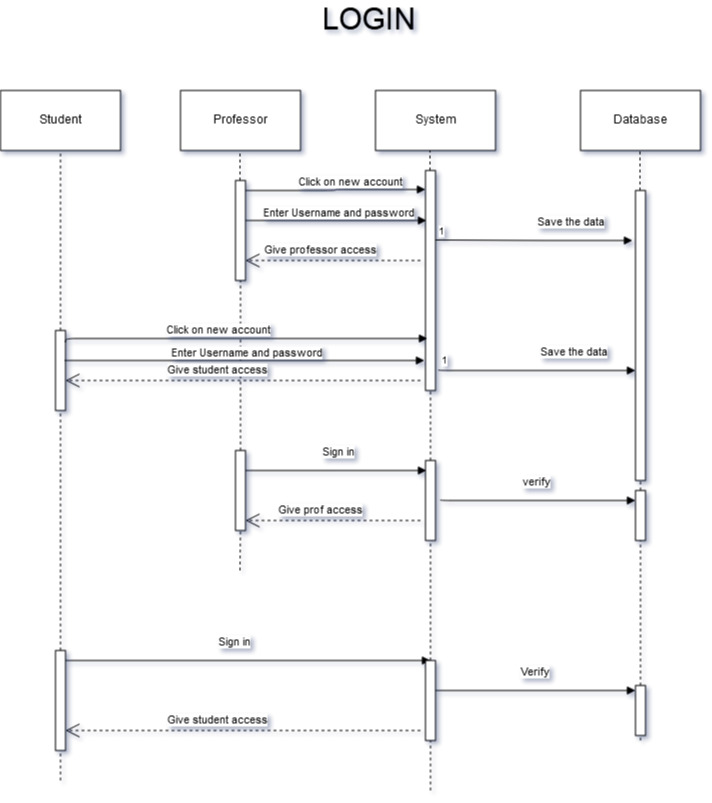 LOGIN
Student
Professor
System
Database
Click on new account
Enter Username and password
1
Save the data
Give professor access
Click on new account
Enter Username and password
1
Save the data
Give student access
Sign in
verify
Give prof access
Sign in
Verify
Give student access